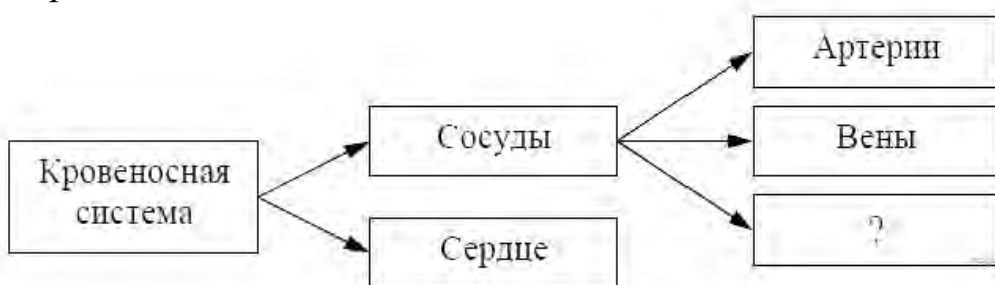 Артерии
Сосуды
Вены
Кровеносная
система
Сердце
?